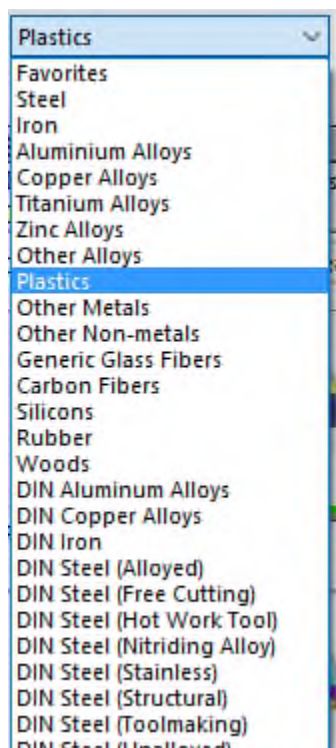 Plastics
Favorites
Steel
Iron
Aluminium Alloys
Copper Alloys
Titanium Alloys
Zinc Alloys
Other Alloys
Plastics
Other Metals
Other Non-metals
Generic Glass Fibers
Carbon Fibers
Silicons
Rubber
Woods
DIN Aluminum Alloys
DIN Copper Alloys
DIN Iron
DIN Steel (Alloyed)
DIN Steel (Free Cutting)
DIN Steel (Hot Work Tool)
DIN Steel (Nitriding Alloy)
DIN Steel (Stainless)
DIN Steel (Structural)
DIN Steel (Toolmaking)
DIN Steel (Unalloyed)